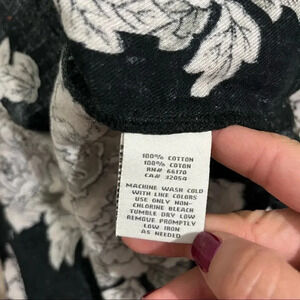 100% COTTON
100% COTON
RN# 66170
CA# 32054
MACHINE WASH COLD
WITH LIKE COLORS
USE ONLY NON-
CHLORINE BLEACH
TUMBLE DRY LOW
REMOVE PROMPTLY
LOW IRON
AS NEEDED